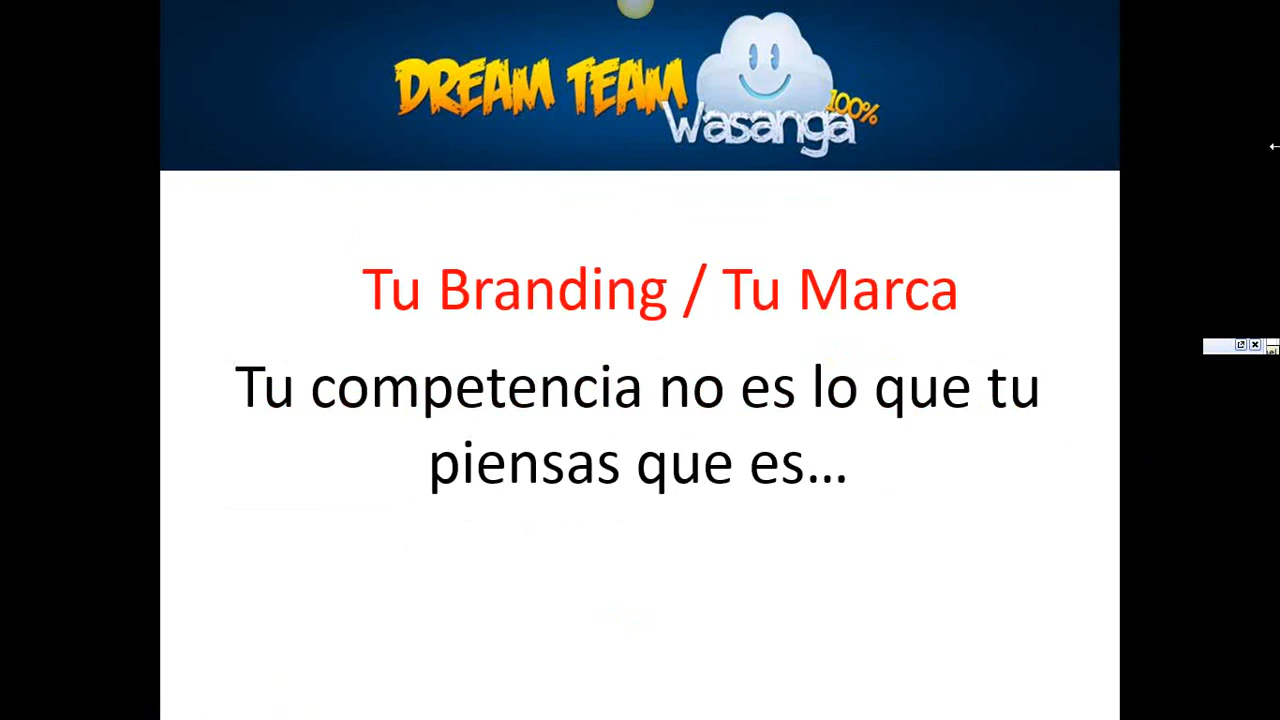 DREAM TEAM
100%
Wasanga
Tu Branding / Tu Marca
Tu competencia no es lo que tu
piensas que es...